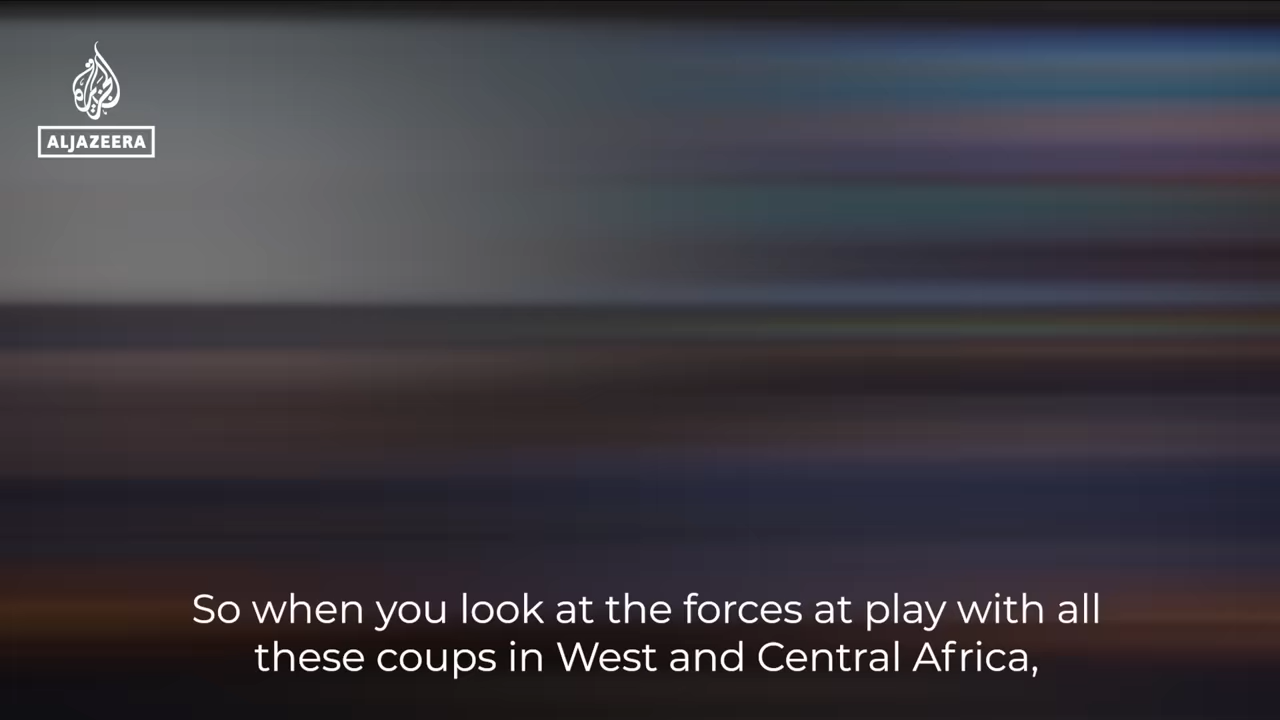 ALJAZEERA
So when you look at the forces at play with all
these coups in West and Central Africa,